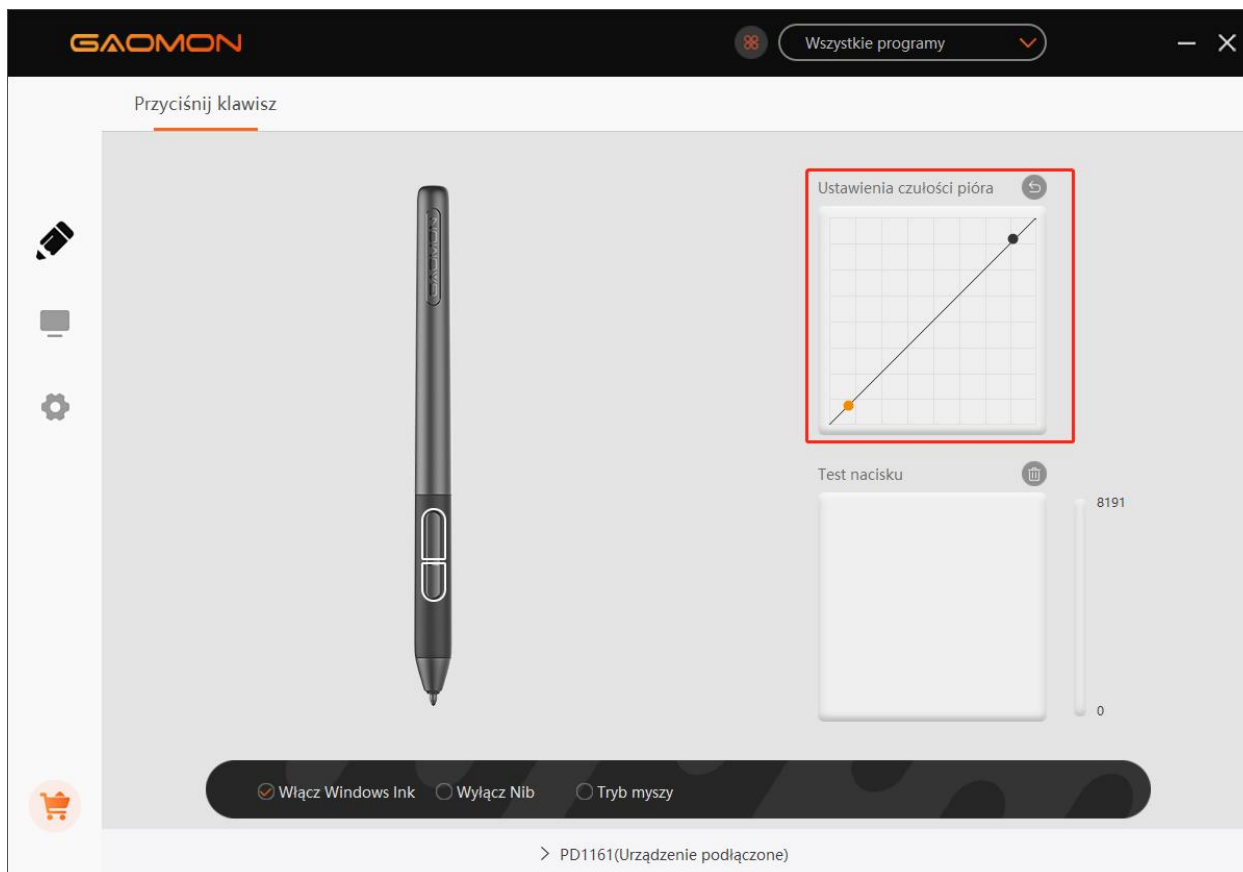 GAOMON
Wszystkie programy
Przyciśnij klawisz
Ustawienia czułości pióra
GAOMON
Test nacisku
8191
0
Włącz Windows Ink
Wyłącz Nib
Tryb myszy
> PD1161(Urządzenie podłączone)